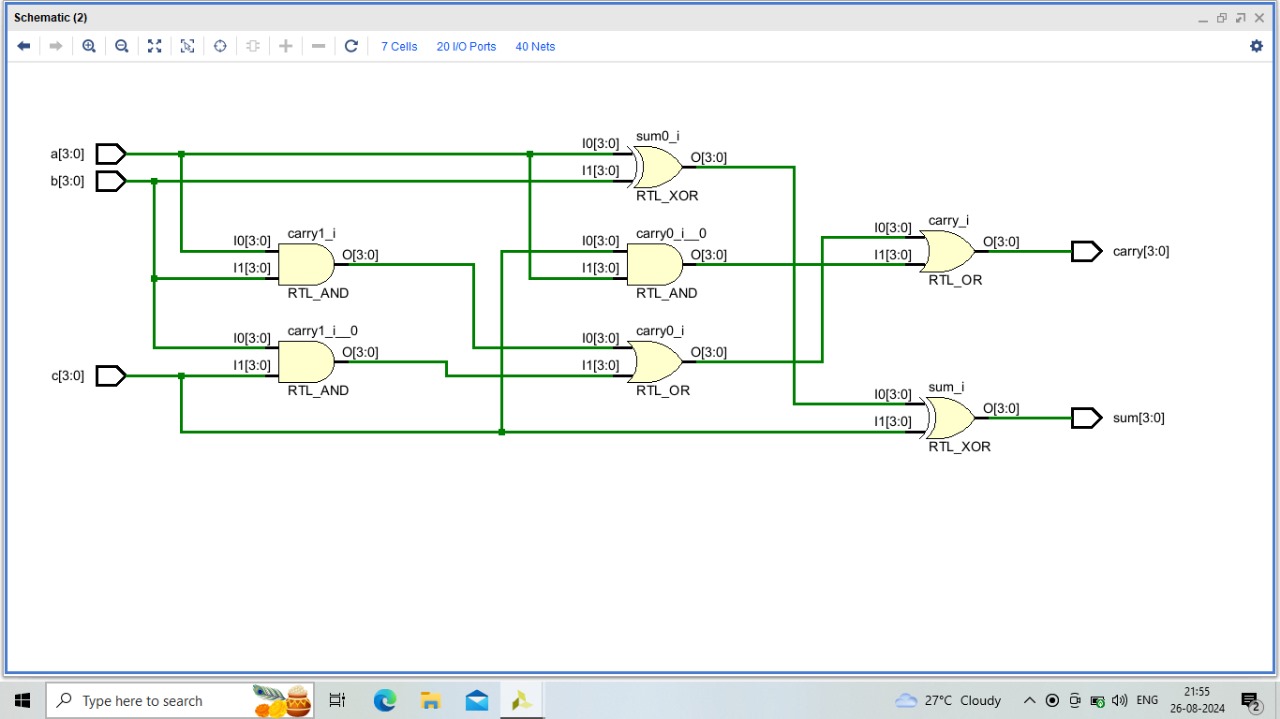 Schematic (2)
7 Cells 20 I/O Ports 40 Nets
a[3:0]
b[3:0]
c[3:0]
I0[3:0]
I1[3:0]
carry1_i
O[3:0]
RTL_AND
I0[3:0]
I1[3:0]
carry1_i__0
O[3:0]
RTL_AND
I0[3:0]
I1[3:0]
sum0_i
O[3:0]
RTL_XOR
I0[3:0]
I1[3:0]
carry0_i__0
O[3:0]
RTL_AND
I0[3:0]
I1[3:0]
carry0_i
O[3:0]
RTL_OR
I0[3:0]
I1[3:0]
carry_i
O[3:0]
RTL_OR
carry[3:0]
I0[3:0]
I1[3:0]
sum_i
O[3:0]
RTL_XOR
sum[3:0]
Type here to search
27°C Cloudy
ENG
21:55
26-08-2024
2